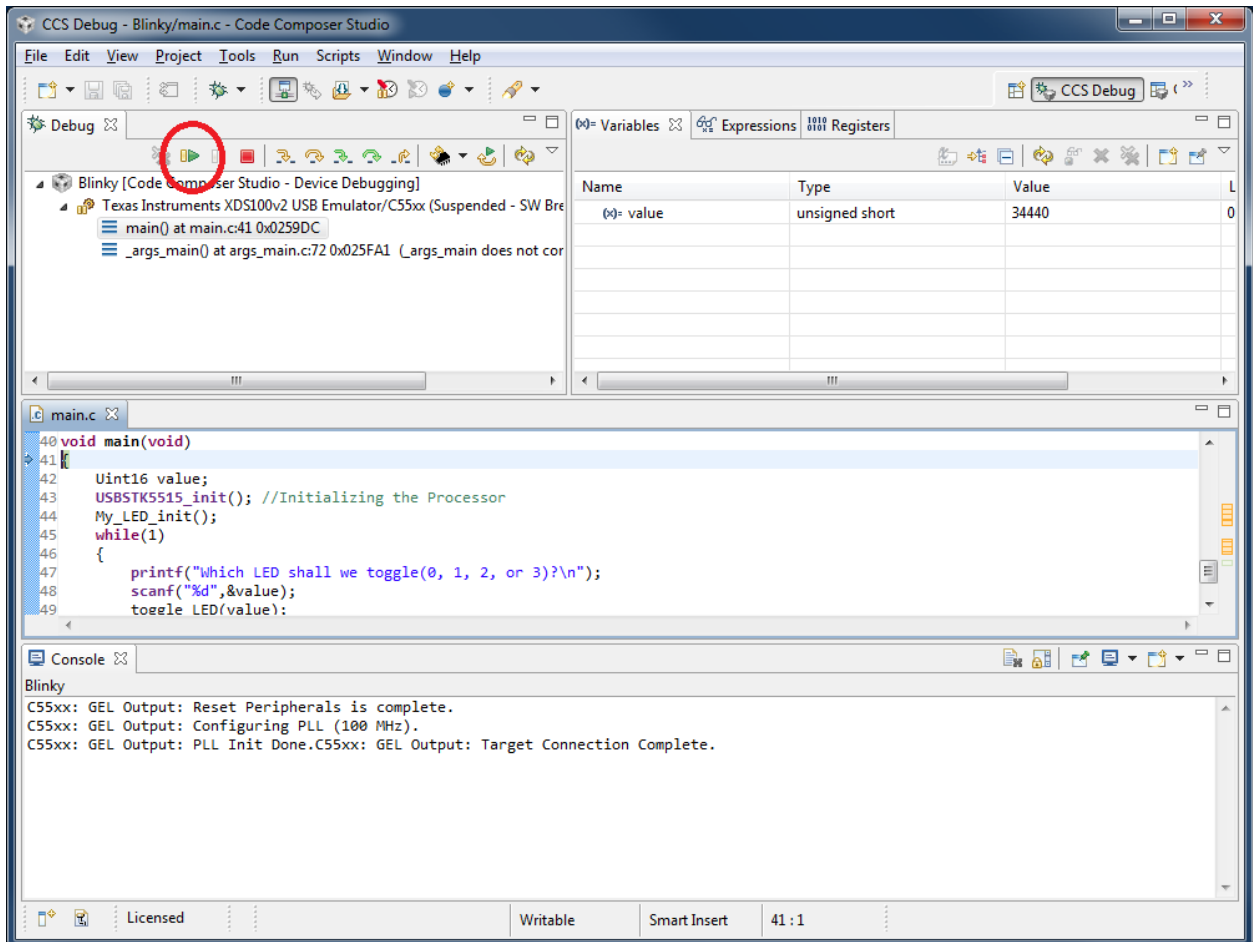 CCS Debug - Blinky/main.c - Code Composer Studio
File Edit View Project Tools Run Scripts Window Help
CCS Debug
Debug
(x)= Variables Expressions Registers
Blinky [Code Composer Studio - Device Debugging]
Texas Instruments XDS100v2 USB Emulator/C55xx (Suspended - SW Bre
main() at main.c:41 0x0259DC
_args_main() at args_main.c:72 0x025FA1 (_args_main does not cor
Name Type Value L
(x)= value unsigned short 34440 0
main.c
40 void main(void)
41 {
42 Uint16 value;
43 USBSTK5515_init(); //Initializing the Processor
44 My_LED_init();
45 while(1)
46 {
47 printf("Which LED shall we toggle(0, 1, 2, or 3)?\n");
48 scanf("%d",&value);
49 toggle_LED(value);
Console
Blinky
C55xx: GEL Output: Reset Peripherals is complete.
C55xx: GEL Output: Configuring PLL (100 MHz).
C55xx: GEL Output: PLL Init Done.C55xx: GEL Output: Target Connection Complete.
Licensed Writable Smart Insert 41 : 1